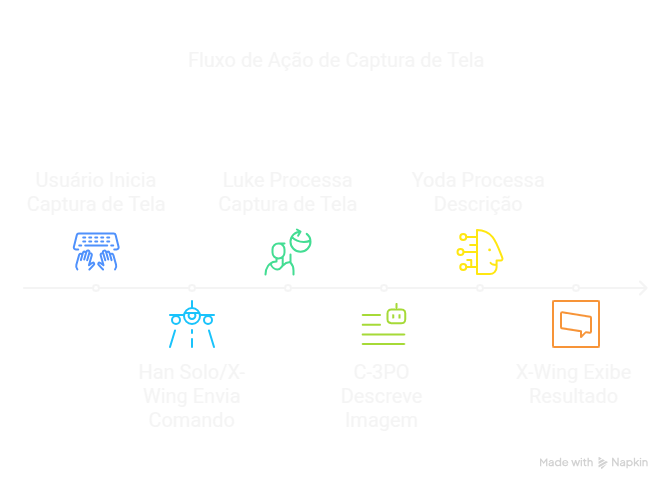 Fluxo de Ação de Captura de Tela
Usuário Inicia
Captura de Tela
Luke Processa
Captura de Tela
Yoda Processa
Descrição
Han Solo/X-
Wing Envia
Comando
C-3PO
Descreve
Imagem
X-Wing Exibe
Resultado
Made with Napkin